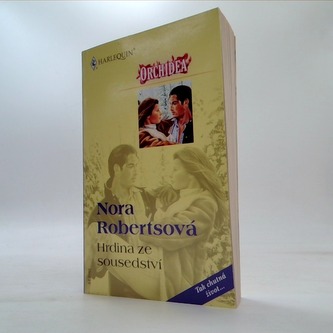 HARLEQUIN®
ORCHIDEA
Nora
Robertsová
Hrdina ze
sousedství
Tak chutná
život...